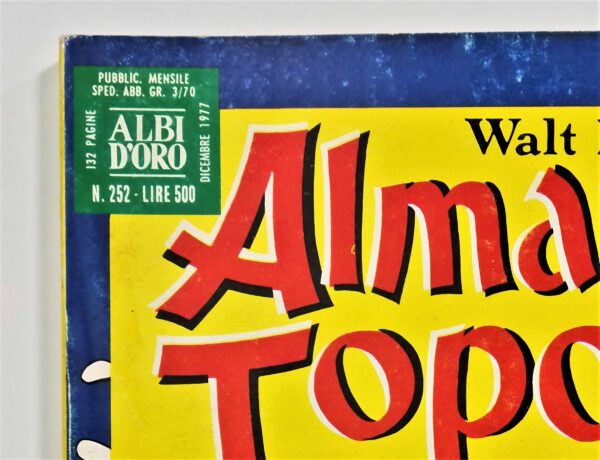 PUBBLIC. MENSILE
SPED. ABB. GR. 3/70
132 PAGINE
ALBI
D'ORO
DICEMBRE 1977
N. 252 - LIRE 500
Walt
Alma
Topo